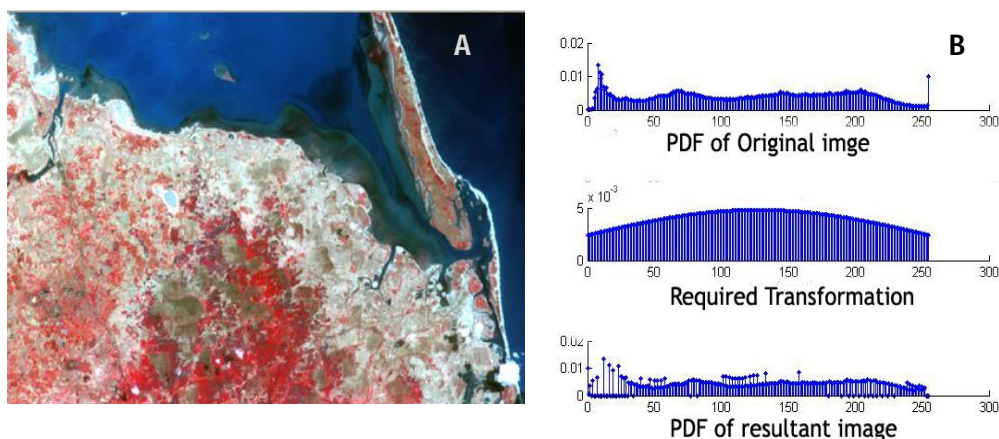 A
B
0.02
0.01
0
0 50 100 150 200 250 300
PDF of Original imge
x 10⁻³
5
0
0 50 100 150 200 250 300
Required Transformation
0.02
0.01
0
0 50 100 150 200 250 300
PDF of resultant image